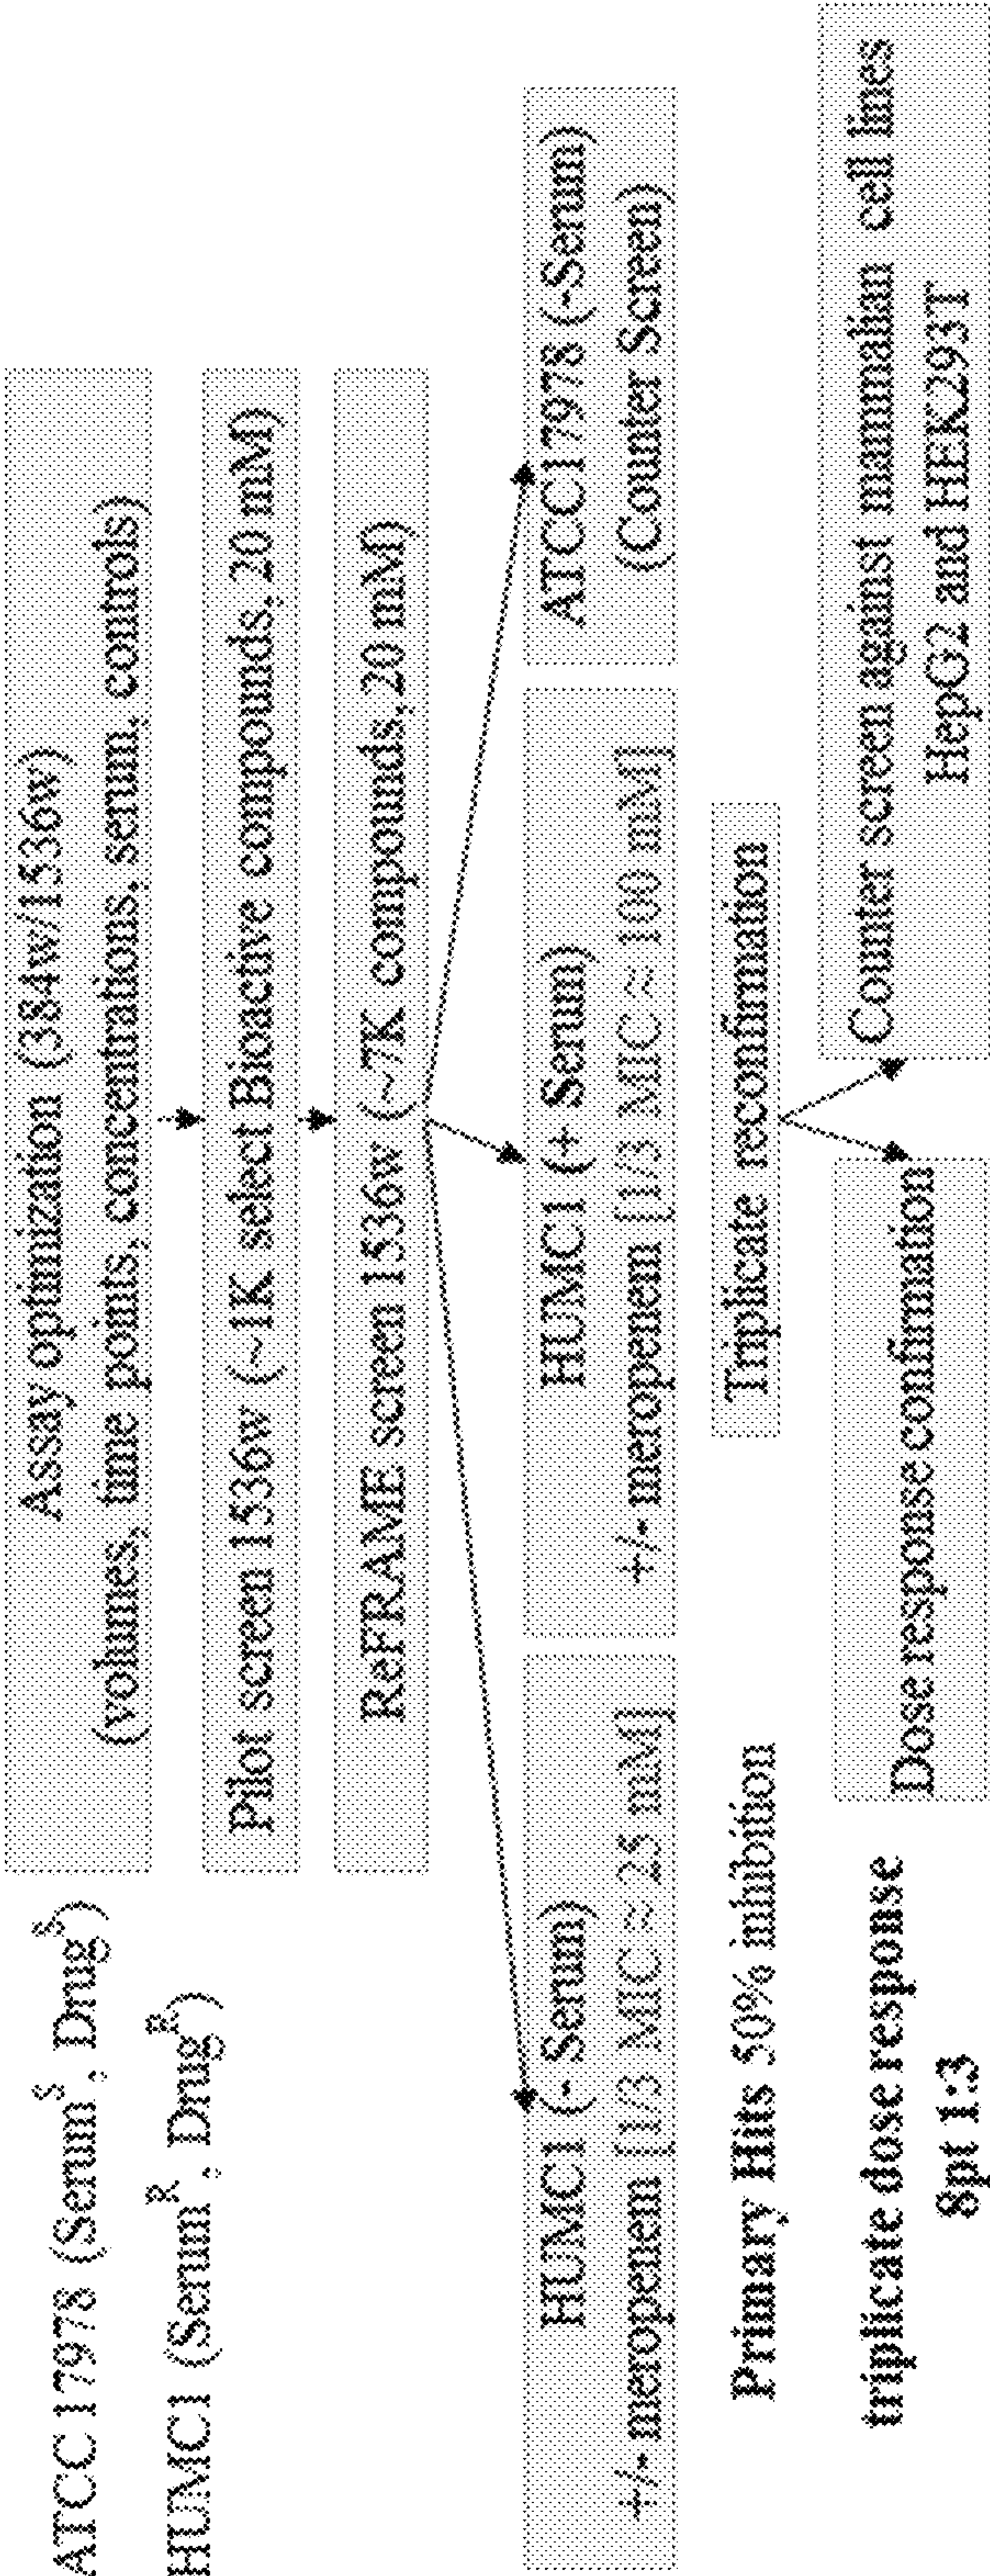 ATCC 17978 (Serum^S, Drug^S)
HUMC1 (Serum^R, Drug^R)
Assay optimization (384w/1536w)
(volumes, time points, concentrations, serum, controls)
Pilot screen 1536w (~1K select Bioactive compounds, 20 mM)
ReFRAME screen 1536w (~7K compounds, 20 mM)
HUMC1 (- Serum)
+/- meropenem [1/3 MIC ≈ 25 mM]
HUMC1 (+ Serum)
+/- meropenem [1/3 MIC ≈ 100 mM]
ATCC17978 (-Serum)
(Counter Screen)
Primary Hits 50% inhibition
Triplicate reconfirmation
triplicate dose response
8pt 1:3
Dose response confirmation
Counter screen against mammalian cell lines
HepG2 and HEK293T